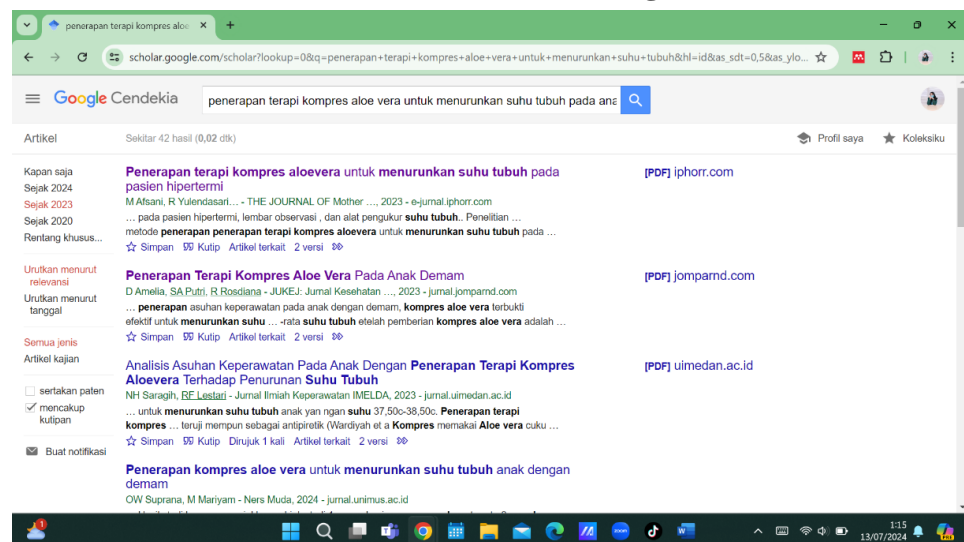 penerapan terapi kompres aloe
scholar.google.com/scholar?lookup=0&q=penerapan+terapi+kompres+aloe+vera+untuk+menurunkan+suhu+tubuh&hl=id&as_sdt=0,5&as_ylo...
Google Cendekia
penerapan terapi kompres aloe vera untuk menurunkan suhu tubuh pada ana
Artikel
Sekitar 42 hasil (0,02 dtk)
Profil saya
Koleksiku
Kapan saja
Sejak 2024
Sejak 2023
Sejak 2020
Rentang khusus...
Urutkan menurut
relevansi
Urutkan menurut
tanggal
Semua jenis
Artikel kajian
sertakan paten
mencakup
kutipan
Buat notifikasi
Penerapan terapi kompres aloevera untuk menurunkan suhu tubuh pada
pasien hipertermi
M Afsani, R Yulendasari... - THE JOURNAL OF Mother ..., 2023 - e-jurnal.iphorr.com
... pada pasien hipertermi, lembar observasi , dan alat pengukur suhu tubuh.. Penelitian ...
metode penerapan penerapan terapi kompres aloevera untuk menurunkan suhu tubuh pada ...
Simpan Kutip Artikel terkait 2 versi
[PDF] iphorr.com
Penerapan Terapi Kompres Aloe Vera Pada Anak Demam
D Amelia, SA Putri, R Rosdiana - JUKEJ: Jurnal Kesehatan ..., 2023 - jurnal.jomparnd.com
... penerapan asuhan keperawatan pada anak dengan demam, kompres aloe vera terbukti
efektif untuk menurunkan suhu ... -rata suhu tubuh etelah pemberian kompres aloe vera adalah ...
Simpan Kutip Artikel terkait 2 versi
[PDF] jomparnd.com
Analisis Asuhan Keperawatan Pada Anak Dengan Penerapan Terapi Kompres
Aloevera Terhadap Penurunan Suhu Tubuh
NH Saragih, RF Lestari - Jurnal Ilmiah Keperawatan IMELDA, 2023 - jurnal.uimedan.ac.id
... untuk menurunkan suhu tubuh anak yan ngan suhu 37,50c-38,50c. Penerapan terapi
kompres ... teruji mempun sebagai antipiretik (Wardiyah et a Kompres memakai Aloe vera cuku ...
Simpan Kutip Dirujuk 1 kali Artikel terkait 2 versi
[PDF] uimedan.ac.id
Penerapan kompres aloe vera untuk menurunkan suhu tubuh anak dengan
demam
OW Suprana, M Mariyam - Ners Muda, 2024 - jurnal.unimus.ac.id
1:15
13/07/2024